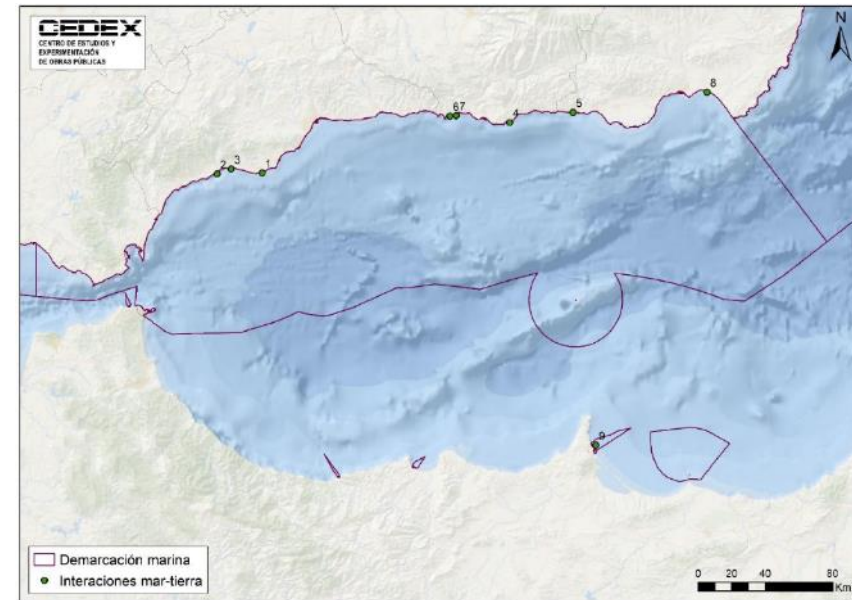 CEDEX
CENTRO DE ESTUDIOS Y
EXPERIMENTACIÓN
DE OBRAS PÚBLICAS
N
8
67
4
5
2
3
1
9
Demarcación marina
Interaciones mar-tierra
0 20 40 80
Km